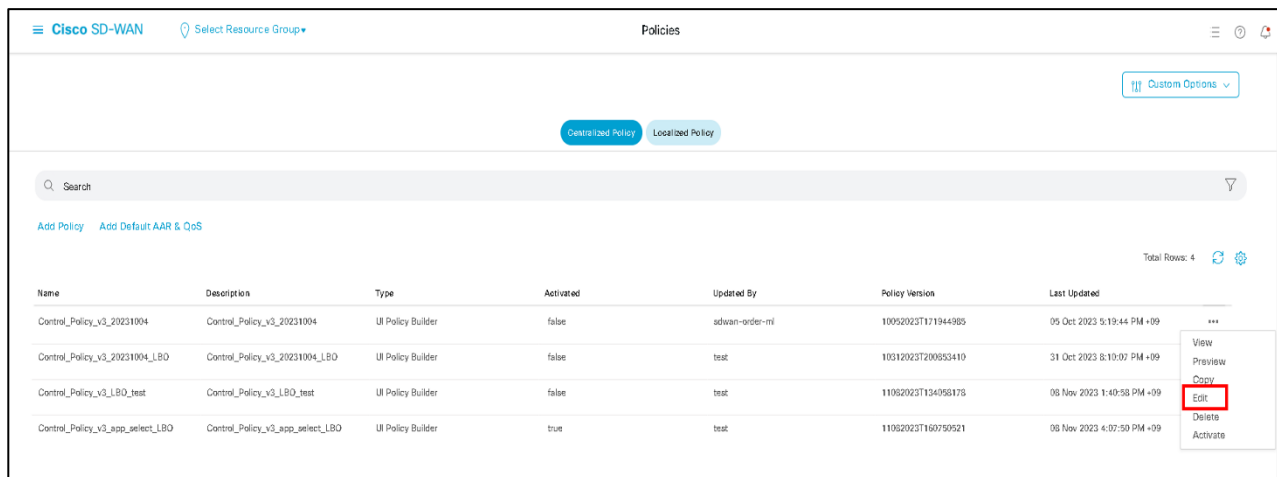 Cisco SD-WAN Select Resource Group▾ Policies
Custom Options
Centralized Policy Localized Policy
Search
Add Policy Add Default AAR & QoS
Total Rows: 4
Name Description Type Activated Updated By Policy Version Last Updated
Control_Policy_v3_20231004 Control_Policy_v3_20231004 UI Policy Builder false sdwan-order-ml 10052023T171944985 05 Oct 2023 5:19:44 PM +09 •••
Control_Policy_v3_20231004_LBO Control_Policy_v3_20231004_LBO UI Policy Builder false test 10312023T200853410 31 Oct 2023 8:10:07 PM +09
Control_Policy_v3_LBO_test Control_Policy_v3_LBO_test UI Policy Builder false test 11082023T134058178 08 Nov 2023 1:40:58 PM +09
Control_Policy_v3_app_select_LBO Control_Policy_v3_app_select_LBO UI Policy Builder true test 11082023T160750521 08 Nov 2023 4:07:50 PM +09
View
Preview
Copy
Edit
Delete
Activate